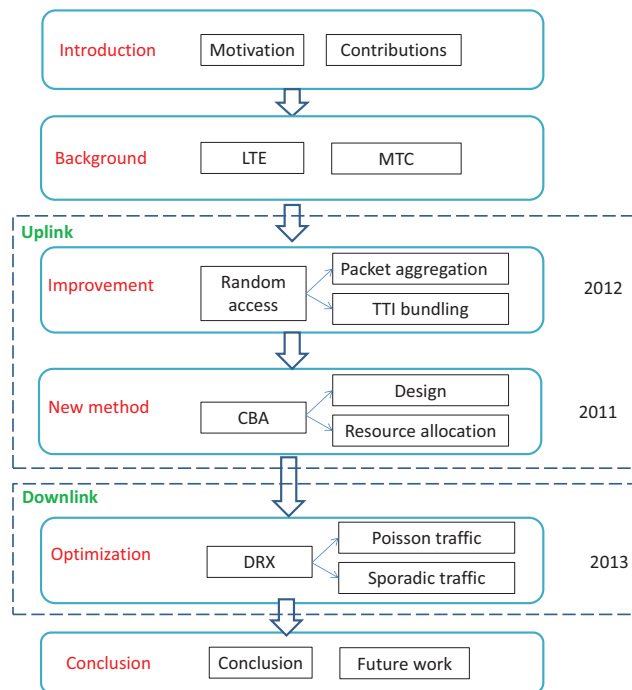 Introduction
Motivation
Contributions
Background
LTE
MTC
Uplink
Improvement
Random
access
Packet aggregation
TTI bundling
2012
New method
CBA
Design
Resource allocation
2011
Downlink
Optimization
DRX
Poisson traffic
Sporadic traffic
2013
Conclusion
Conclusion
Future work